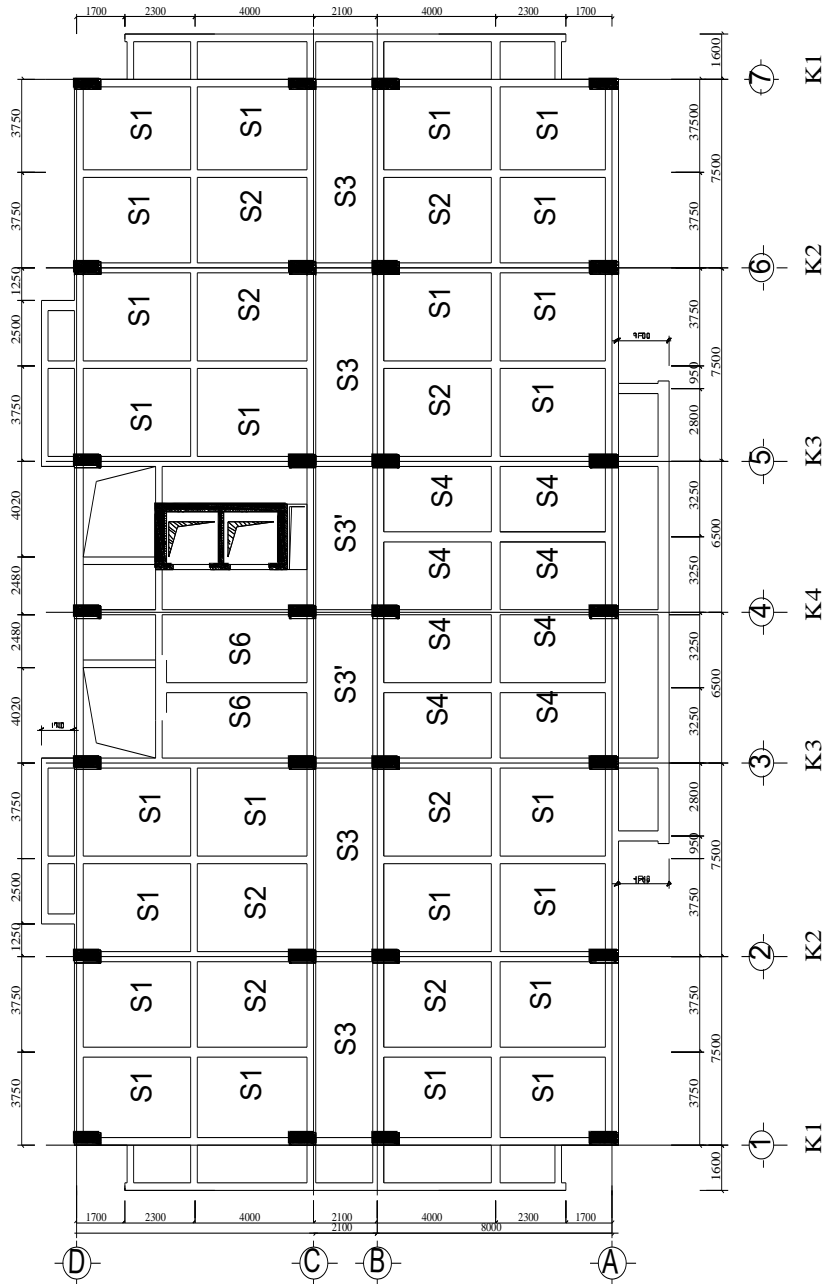 1700 2300 4000 2100 4000 2300 1700
1600
7 K1
3750 S1 S1 S1 S1 37500
7500
3750 S1 S2 S3 S2 S1 3750
6 K2
1250
S1 S2 S1 S1 3750
2500
7500
S3 950
3750 S1 S1 S2 S1 2800
5 K3
4020 S4 S4 3250
S3' 6500
2480 S4 S4 3250
4 K4
2480 S6 S4 S4 3250
S3' 6500
4020 S6 S4 S4 3250
3 K3
3750 S1 S1 S2 S1 2800
S3 950
7500
2500 S1 S2 S1 S1 3750
1250
2 K2
3750 S1 S2 S2 S1 3750
S3 7500
3750 S1 S1 S1 S1 3750
1 K1
1600
1700 2300 4000 2100 4000 2300 1700
2100 8000
D C B A